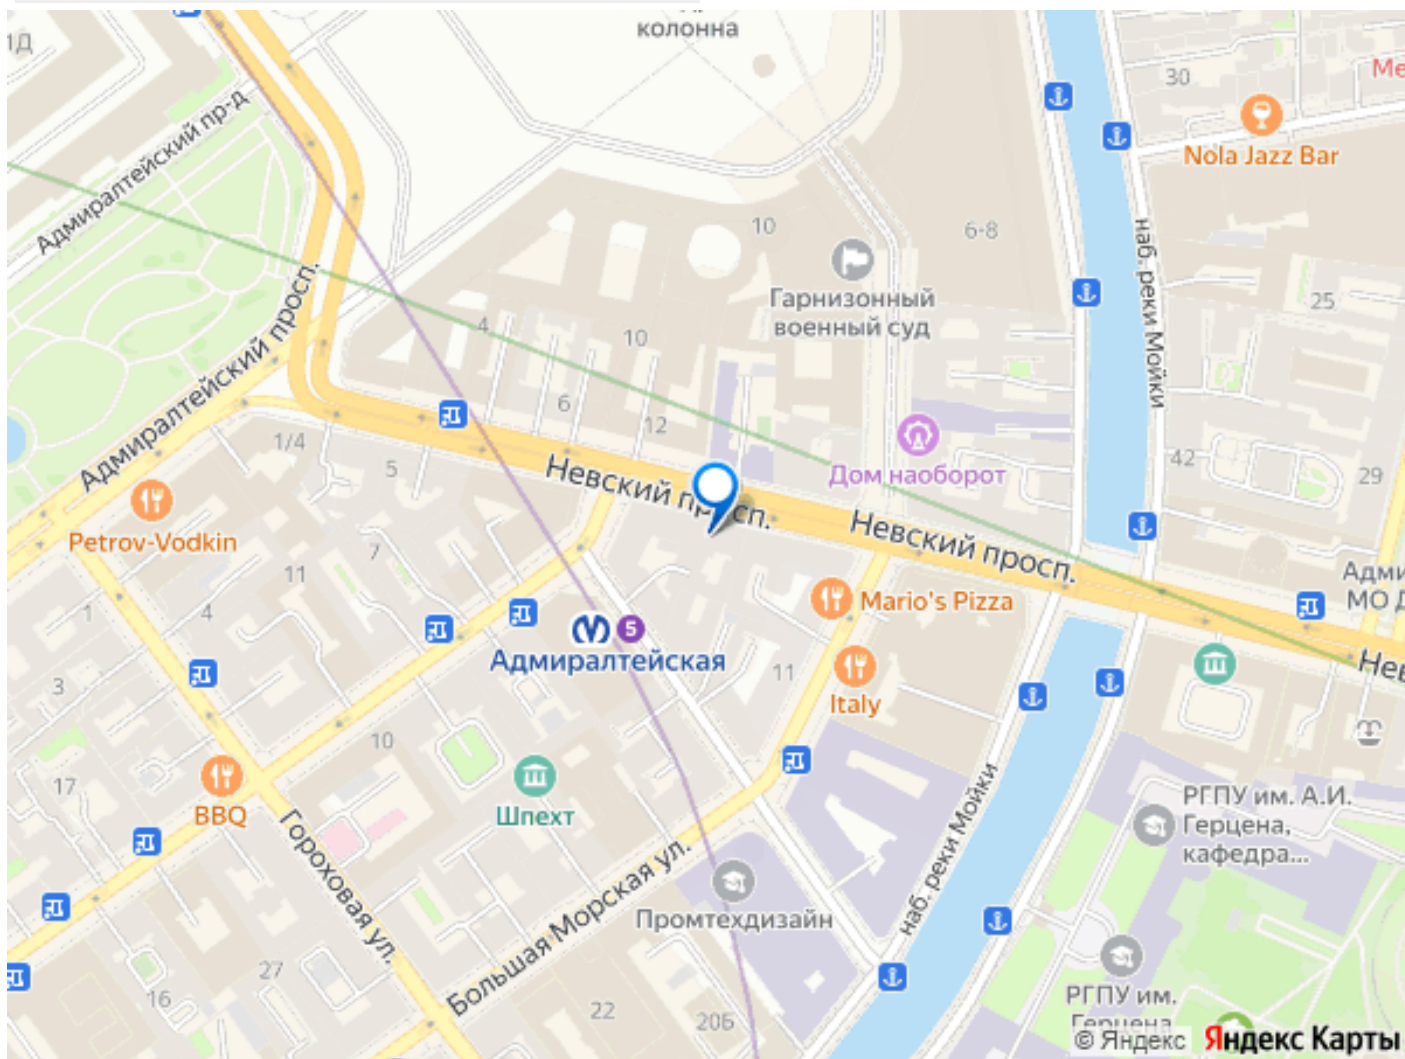 колонна
1Д
30
Nola Jazz Bar
Адмиралтейский пр-д
10
6-8
наб. реки Мойки
Гарнизонный
военный суд
25
4
10
Адмиралтейский просп.
6
12
1/4
5
Невский просп.
Дом наоборот
42
29
Petrov-Vodkin
Невский просп.
7
11
1
4
МО
Mario's Pizza
5
Адмиралтейская
11
3
Italy
10
17
BBQ
Шпехт
наб. реки Мойки
РГПУ им. А.И.
Герцена,
кафедра...
Гороховая ул.
Большая Морская ул.
Промтехдизайн
27
16
22
20Б
РГПУ им.
Герцена
© Яндекс Яндекс Карты